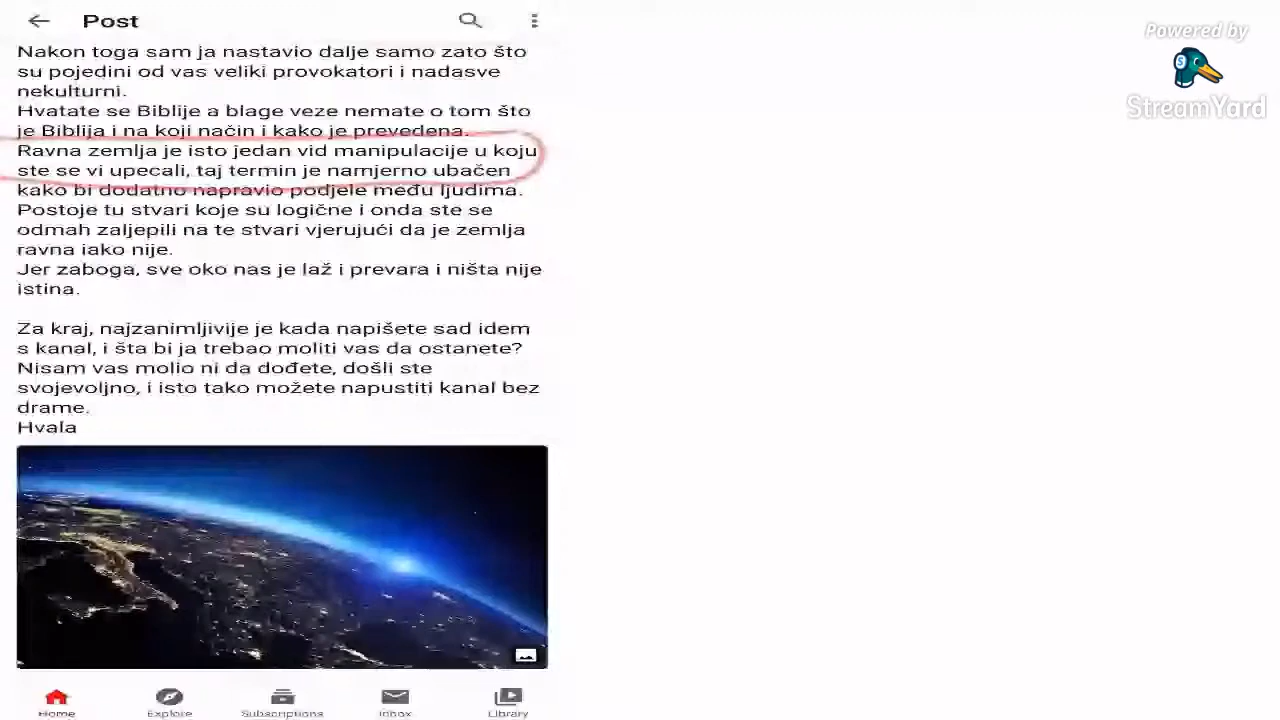 Post
Powered by
StreamYard
Nakon toga sam ja nastavio dalje samo zato što
su pojedini od vas veliki provokatori i nadasve
nekulturni.
Hvatate se Biblije a blage veze nemate o tom što
je Biblija i na koji način i kako je prevedena.
Ravna zemlja je isto jedan vid manipulacije u koju
ste se vi upecali, taj termin je namjerno ubačen
kako bi dodatno napravio podjele među ljudima.
Postoje tu stvari koje su logične i onda ste se
odmah zaljepili na te stvari vjerujući da je zemlja
ravna iako nije.
Jer zaboga, sve oko nas je laž i prevara i ništa nije
istina.
Za kraj, najzanimljivije je kada napišete sad idem
s kanal, i šta bi ja trebao moliti vas da ostanete?
Nisam vas molio ni da dođete, došli ste
svojevoljno, i isto tako možete napustiti kanal bez
drame.
Hvala
Home
Explore
Subscriptions
Inbox
Library